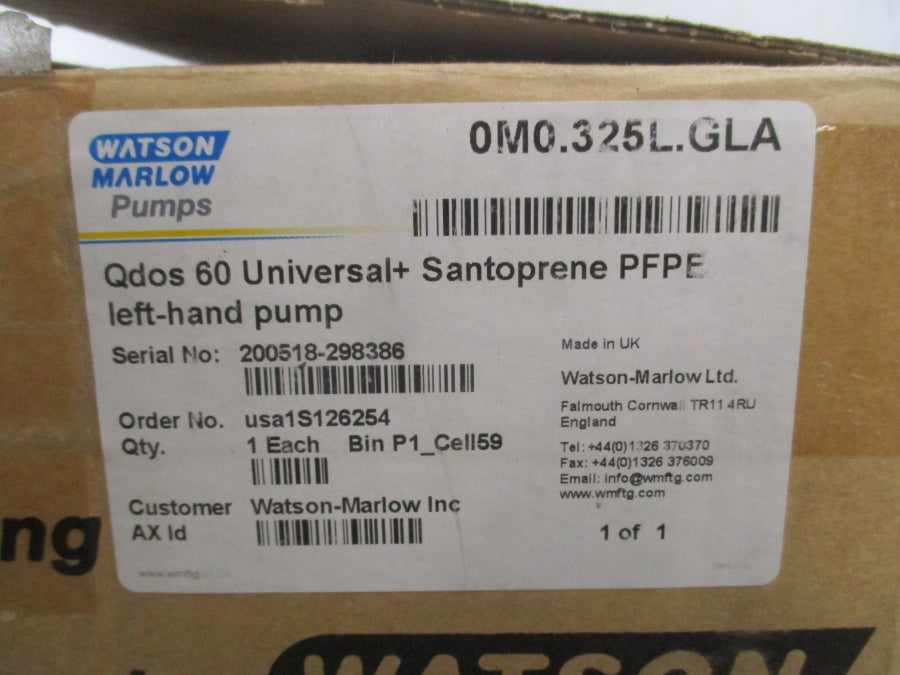 WATSON
MARLOW
Pumps
0M0.325L.GLA
Qdos 60 Universal+ Santoprene PFPE
left-hand pump
Serial No: 200518-298386
Made in UK
Watson-Marlow Ltd.
Order No. usa1S126254
Falmouth Cornwall TR11 4RU
England
Qty. 1 Each Bin P1_Cell59
Tel: +44(0)1326 370370
Fax: +44(0)1326 376009
Email: info@wmftg.com
www.wmftg.com
Customer Watson-Marlow Inc
AX Id
1 of 1
ng
WATSON